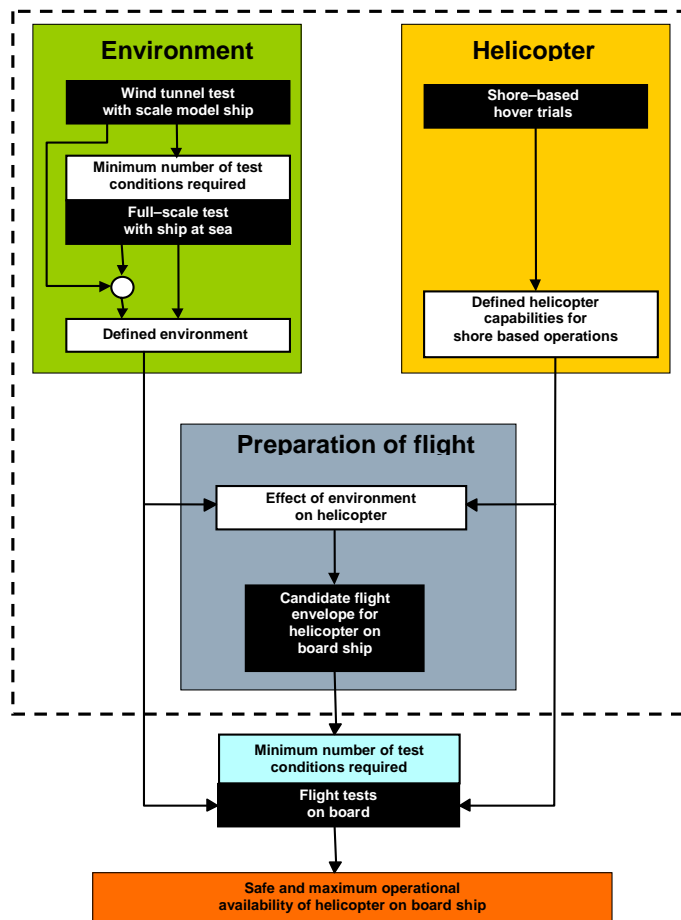 Environment
Wind tunnel test
with scale model ship
Minimum number of test
conditions required
Full–scale test
with ship at sea
Defined environment
Helicopter
Shore–based
hover trials
Defined helicopter
capabilities for
shore based operations
Preparation of flight
Effect of environment
on helicopter
Candidate flight
envelope for
helicopter on
board ship
Minimum number of test
conditions required
Flight tests
on board
Safe and maximum operational
availability of helicopter on board ship